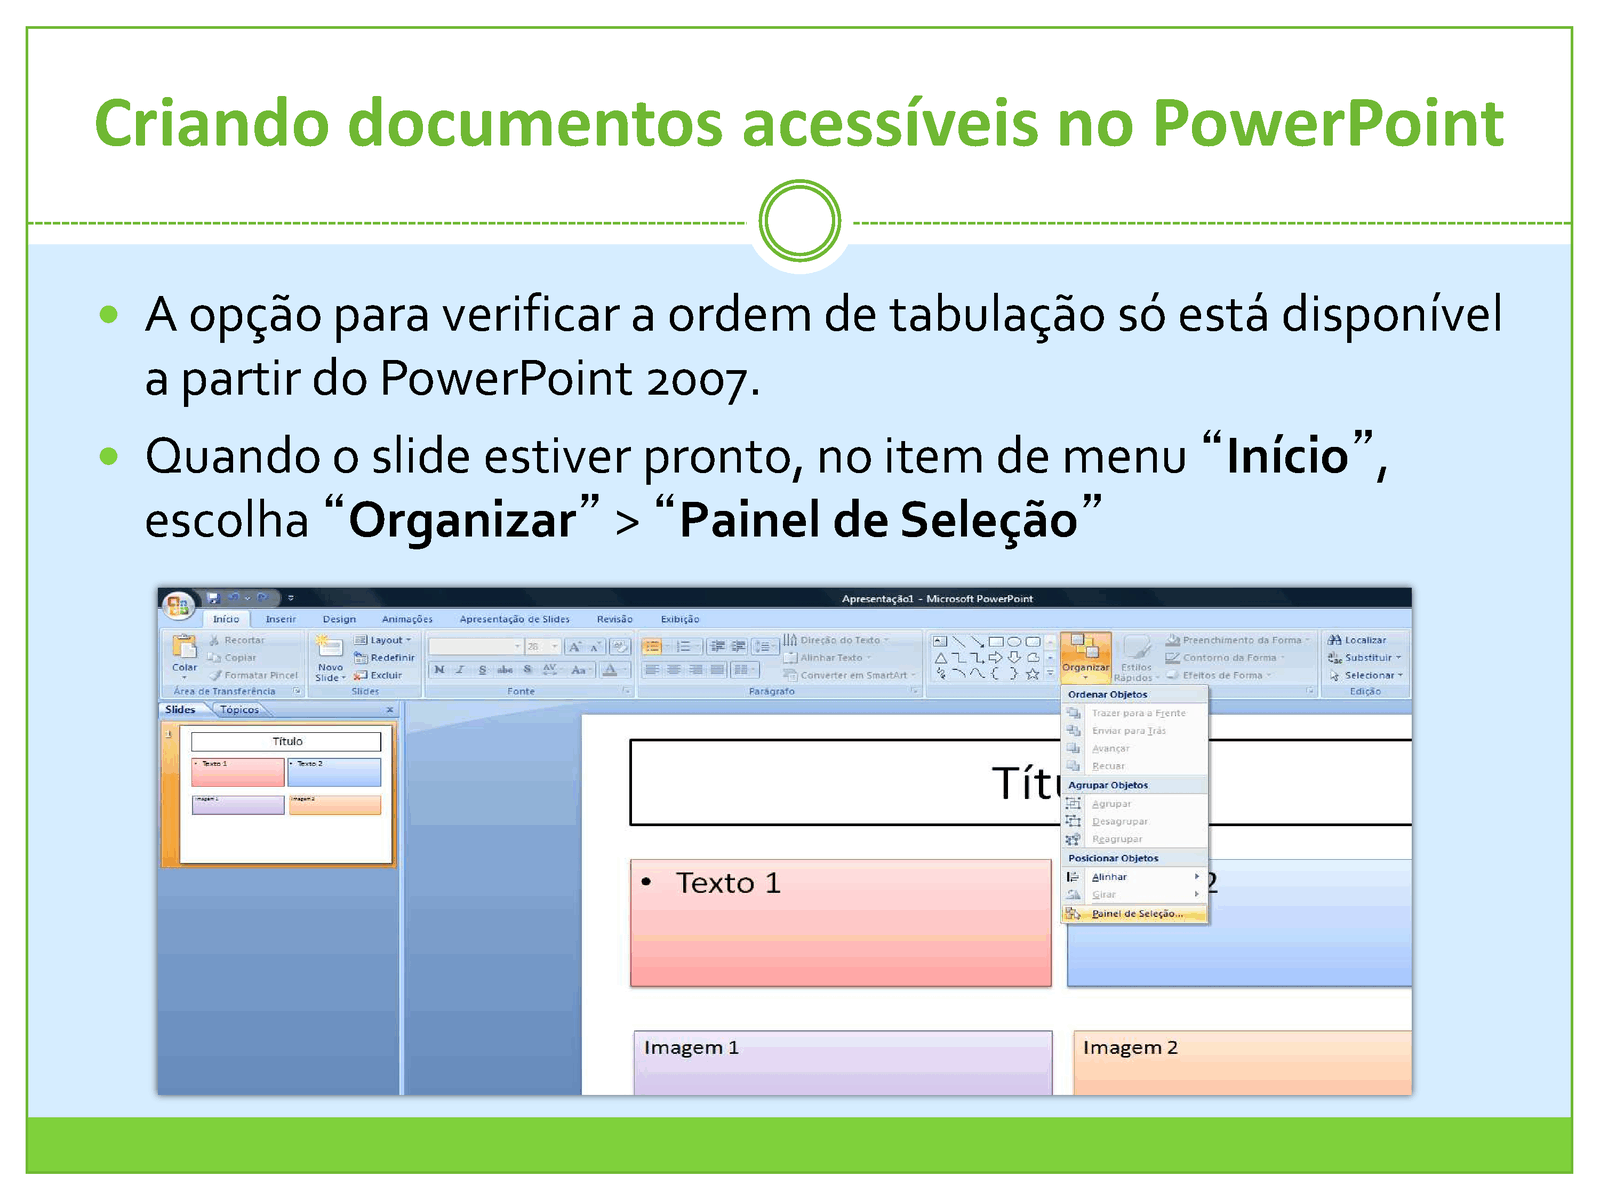 Criando documentos acessíveis no PowerPoint
• A opção para verificar a ordem de tabulação só está disponível
a partir do PowerPoint 2007.
• Quando o slide estiver pronto, no item de menu “Início”,
escolha “Organizar” > “Painel de Seleção”
Apresentação1 - Microsoft PowerPoint
Início Inserir Design Animações Apresentação de Slides Revisão Exibição
Colar
Recortar
Copiar
Formatar Pincel
Área de Transferência
Novo
Slide
Layout
Redefinir
Excluir
Slides
28
N I S abc S AV Aa A
Fonte
Direção do Texto
Alinhar Texto
Converter em SmartArt
Parágrafo
Organizar
Estilos
Rápidos
Preenchimento da Forma
Contorno da Forma
Efeitos de Forma
Localizar
Substituir
Selecionar
Edição
Slides Tópicos x
1
Título
• Texto 1
• Texto 2
Imagem 1
Imagem 2
Ordenar Objetos
Trazer para a Frente
Enviar para Trás
Avançar
Recuar
Agrupar Objetos
Agrupar
Desagrupar
Reagrupar
Posicionar Objetos
Alinhar
Girar
Painel de Seleção...
Títu
• Texto 1
2
Imagem 1
Imagem 2